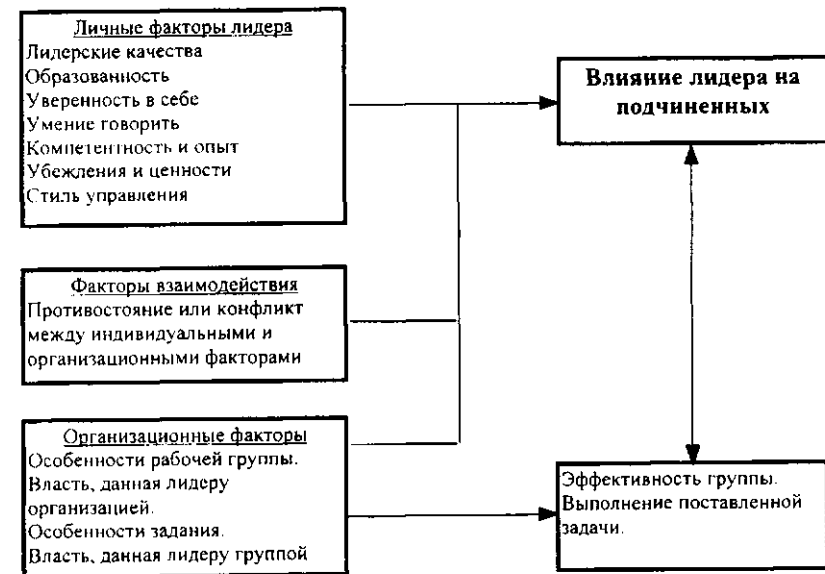 Личные факторы лидера
Лидерские качества
Образованность
Уверенность в себе
Умение говорить
Компетентность и опыт
Убеждения и ценности
Стиль управления
Факторы взаимодействия
Противостояние или конфликт
между индивидуальными и
организационными факторами
Организационные факторы
Особенности рабочей группы.
Власть, данная лидеру
организацией.
Особенности задания.
Власть, данная лидеру группой
Влияние лидера на
подчиненных
Эффективность группы.
Выполнение поставленной
задачи.